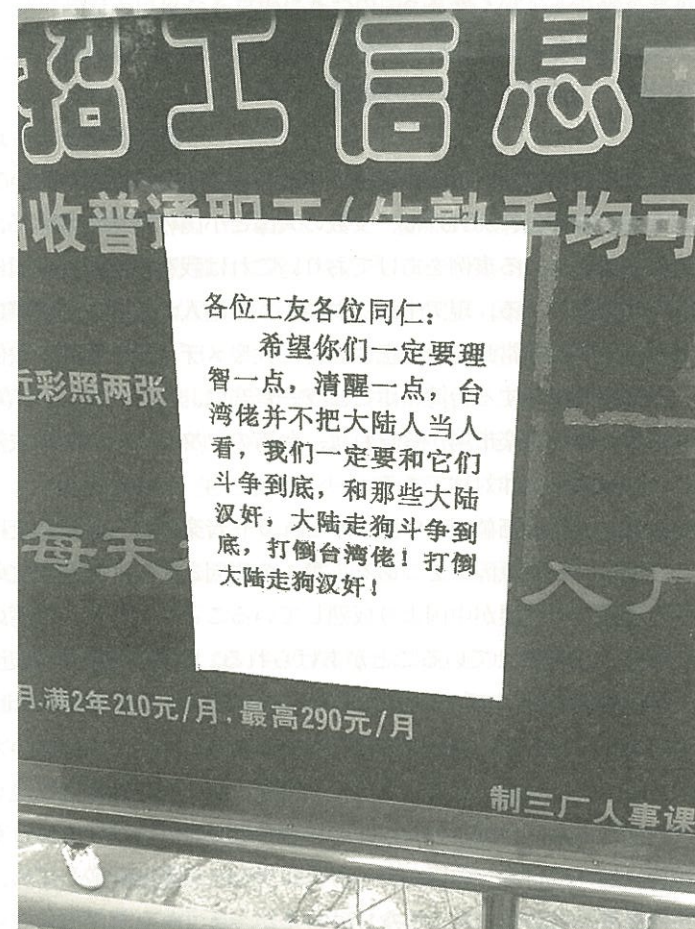 招工信息
招收普通职工/生熟手均可
近彩照两张
各位工友各位同仁：
希望你们一定要理
智一点，清醒一点，台
湾佬并不把大陆人当人
看，我们一定要和它们
斗争到底，和那些大陆
汉奸，大陆走狗斗争到
底，打倒台湾佬！打倒
大陆走狗汉奸！
每天
入厂
月.满2年210元/月.最高290元/月
制三厂人事课